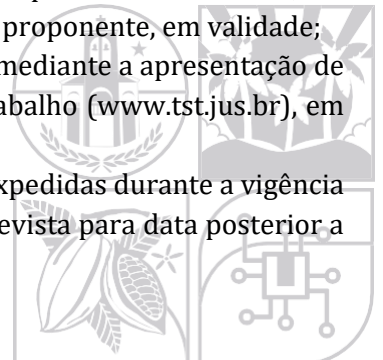 proponente, em validade;
mediante a apresentação de
abalho (www.tst.jus.br), em
xpedidas durante a vigência
evista para data posterior a